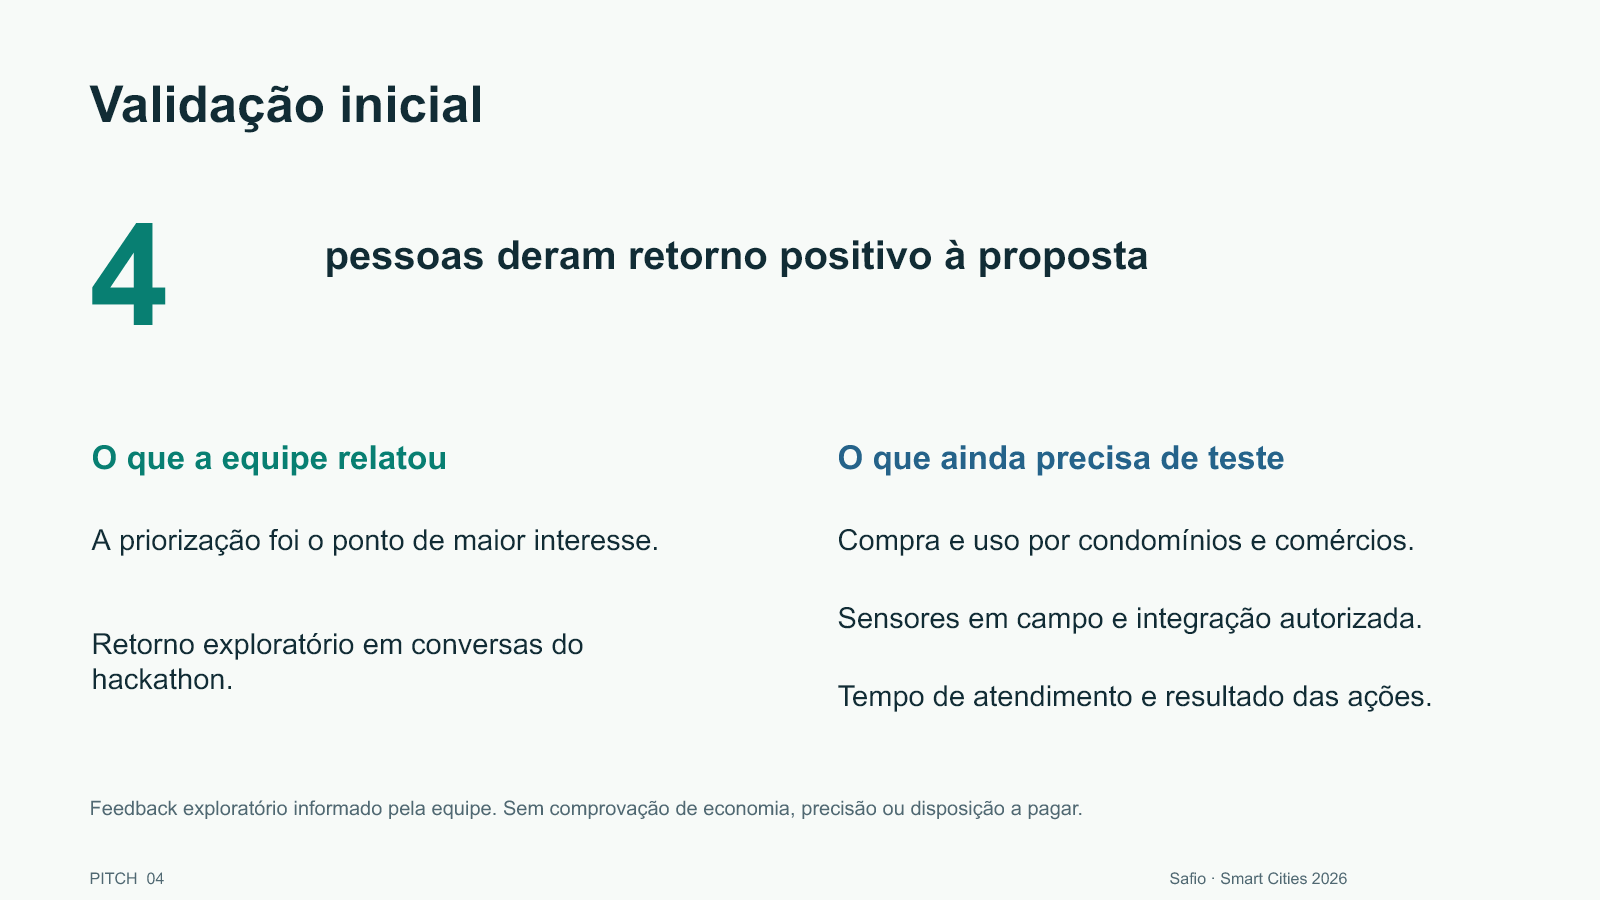 Validação inicial
4
pessoas deram retorno positivo à proposta
O que a equipe relatou
A priorização foi o ponto de maior interesse.
Retorno exploratório em conversas do
hackathon.
O que ainda precisa de teste
Compra e uso por condomínios e comércios.
Sensores em campo e integração autorizada.
Tempo de atendimento e resultado das ações.
Feedback exploratório informado pela equipe. Sem comprovação de economia, precisão ou disposição a pagar.
PITCH 04
Safio · Smart Cities 2026